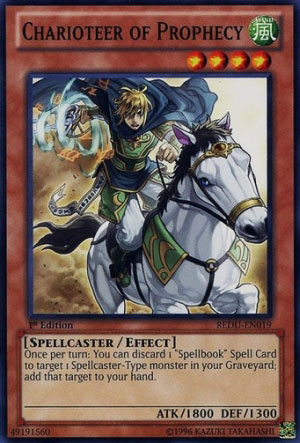 CHARIOTEER OF PROPHECY
WIND
風
1st Edition
REDU-EN019
[SPELLCASTER / EFFECT]
Once per turn: You can discard 1 "Spellbook" Spell Card
to target 1 Spellcaster-Type monster in your Graveyard;
add that target to your hand.
ATK/1800 DEF/1300
49191560
©1996 KAZUKI TAKAHASHI